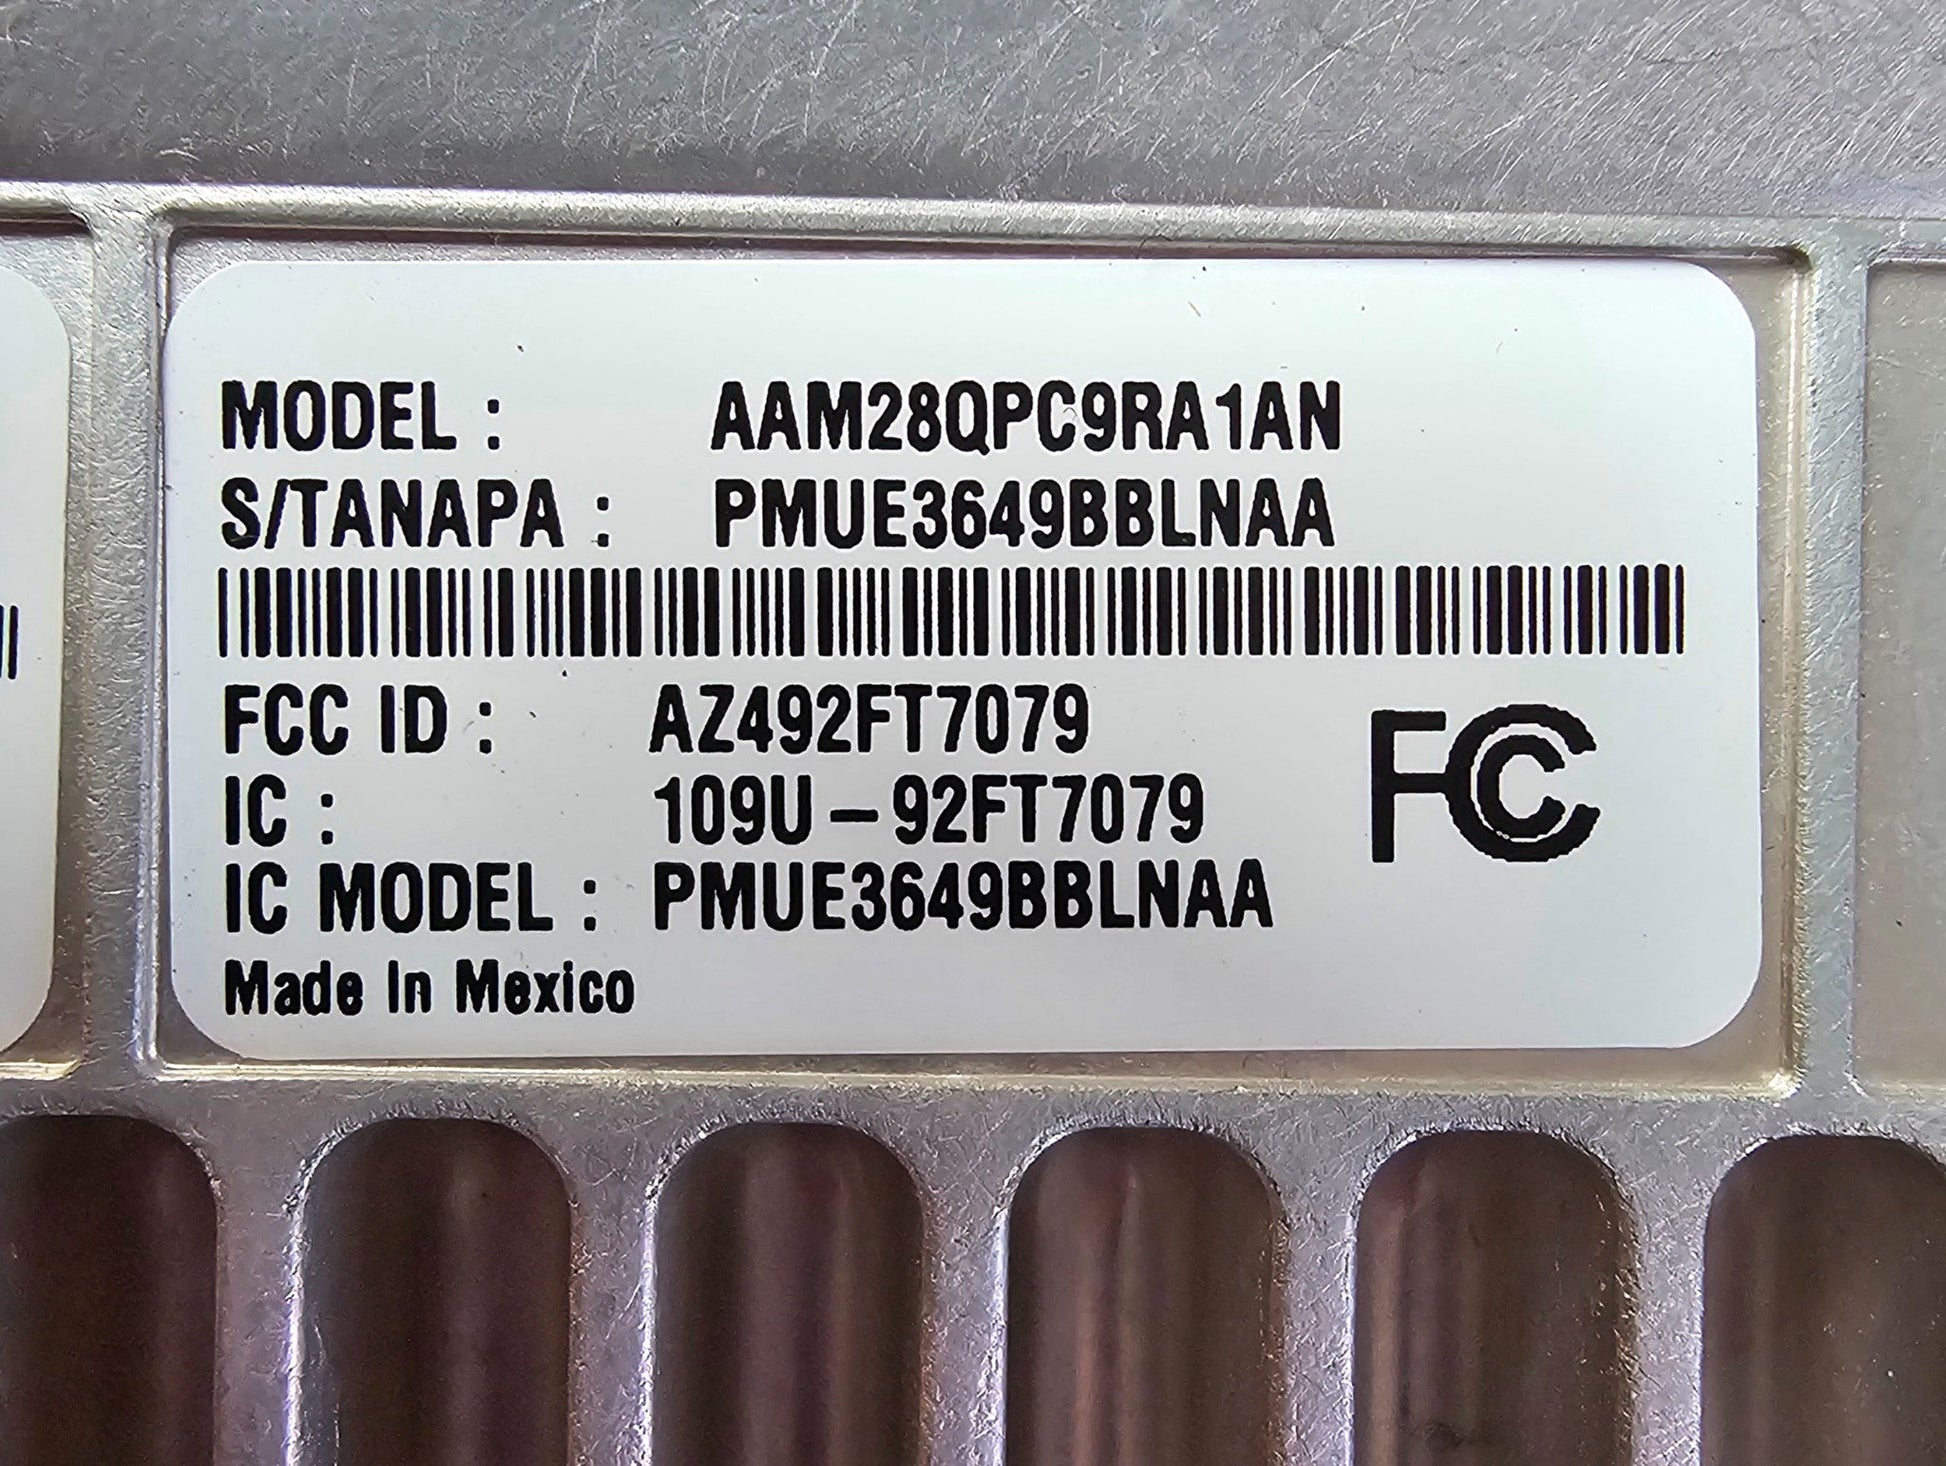 MODEL : AAM28QPC9RA1AN
S/TANAPA : PMUE3649BBLNAA
FCC ID : AZ492FT7079
IC : 109U-92FT7079
FC
IC MODEL : PMUE3649BBLNAA
Made In Mexico